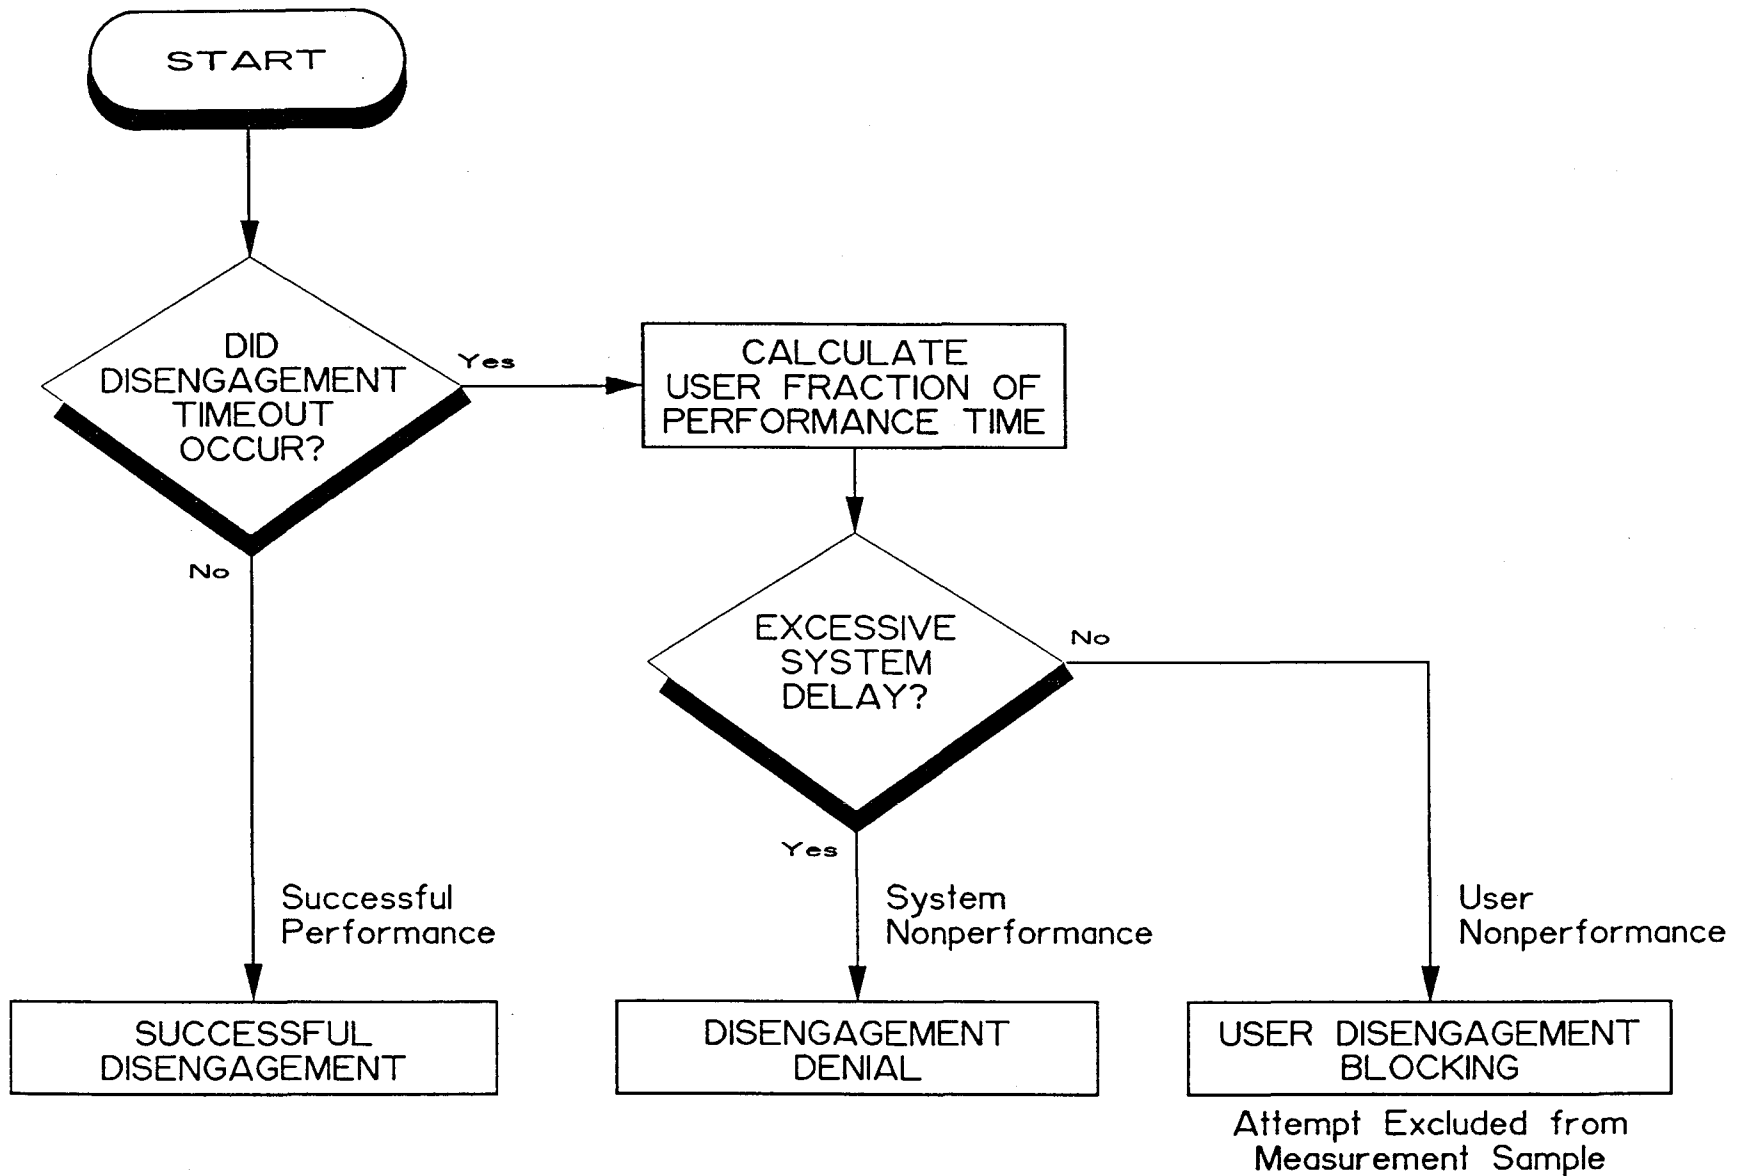 START
DID
DISENGAGEMENT
TIMEOUT
OCCUR?
Yes
No
CALCULATE
USER FRACTION OF
PERFORMANCE TIME
EXCESSIVE
SYSTEM
DELAY?
No
Yes
Successful
Performance
System
Nonperformance
User
Nonperformance
SUCCESSFUL
DISENGAGEMENT
DISENGAGEMENT
DENIAL
USER DISENGAGEMENT
BLOCKING
Attempt Excluded from
Measurement Sample